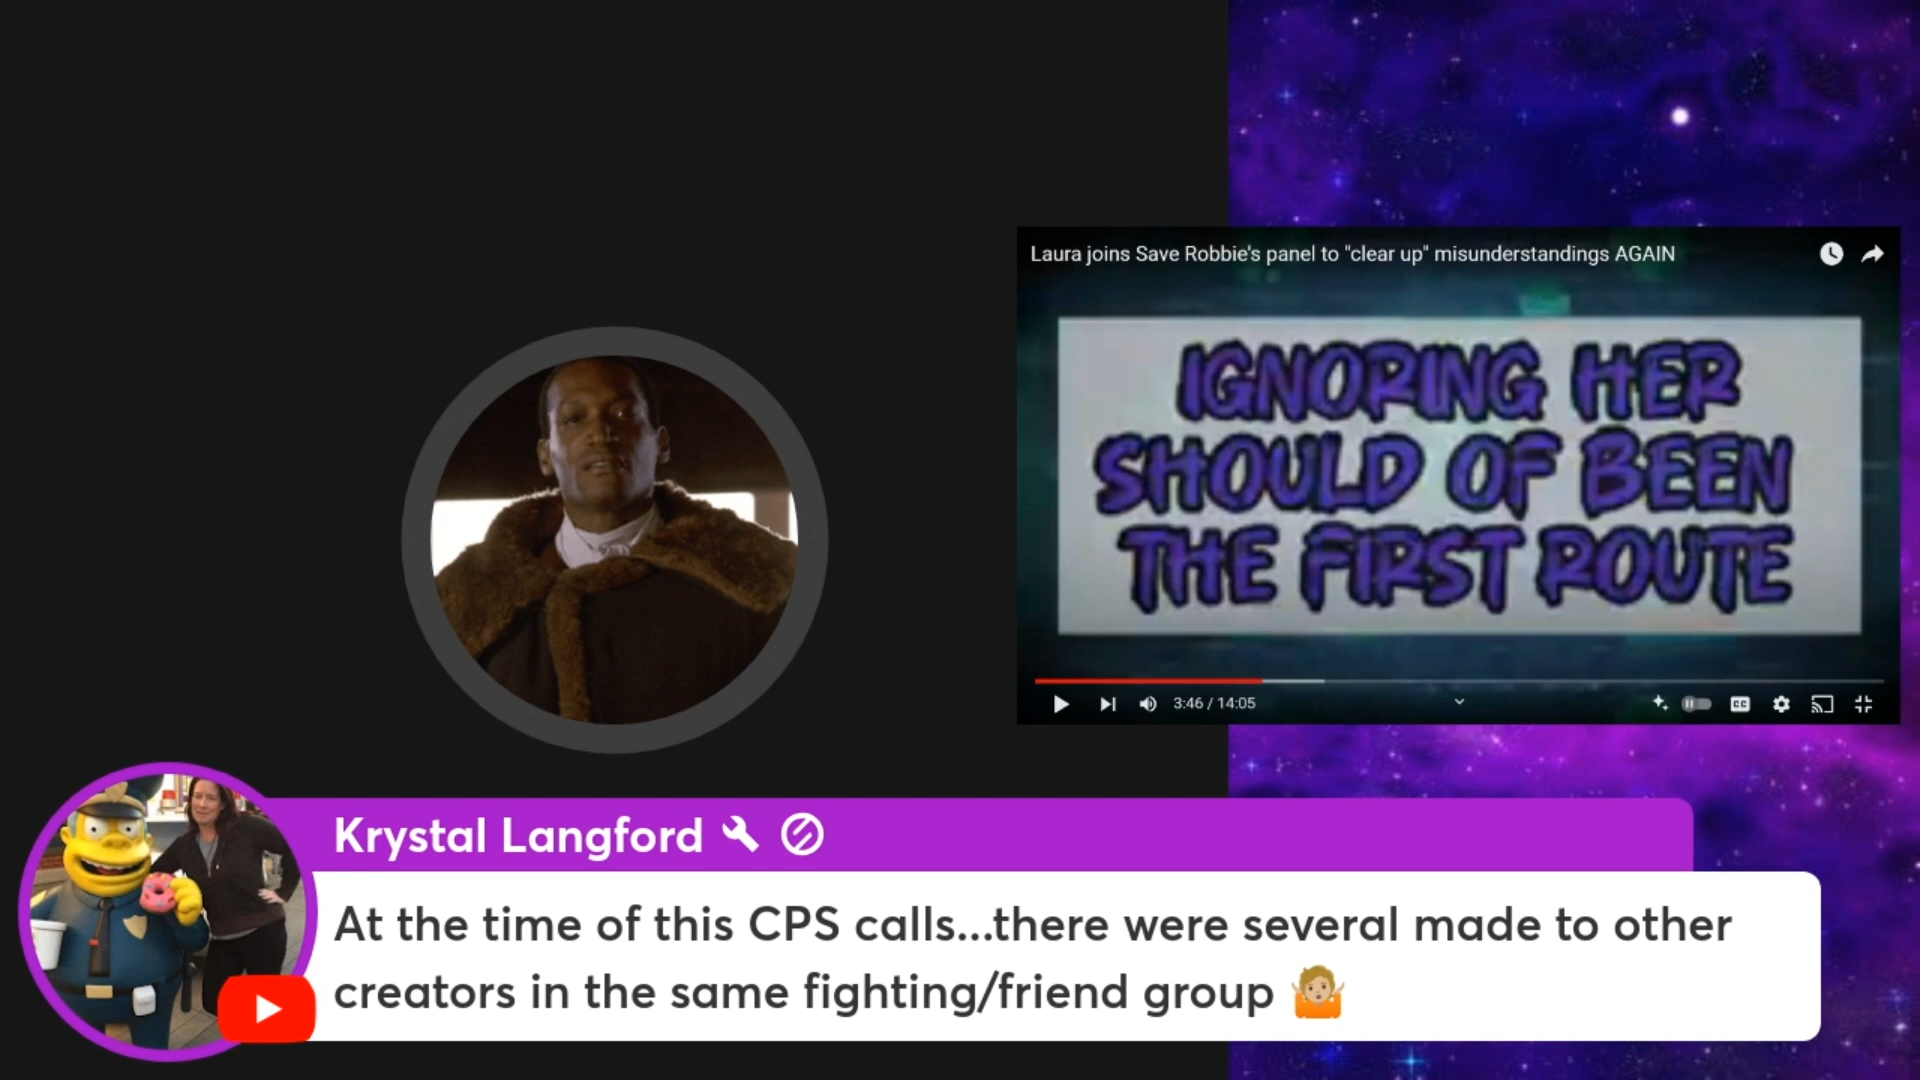 Laura joins Save Robbie's panel to "clear up" misunderstandings AGAIN
IGNORING HER
SHOULD OF BEEN
THE FIRST ROUTE
3:46 / 14:05
CC
Krystal Langford
At the time of this CPS calls...there were several made to other
creators in the same fighting/friend group 🤷